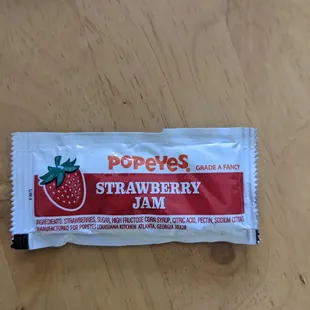 POPEYES
GRADE A FANCY
STRAWBERRY
JAM
INGREDIENTS: STRAWBERRIES, SUGAR, HIGH FRUCTOSE CORN SYRUP, CITRIC ACID, PECTIN, SODIUM CITRATE
MANUFACTURED FOR POPEYES LOUISIANA KITCHEN ATLANTA, GEORGIA 30328